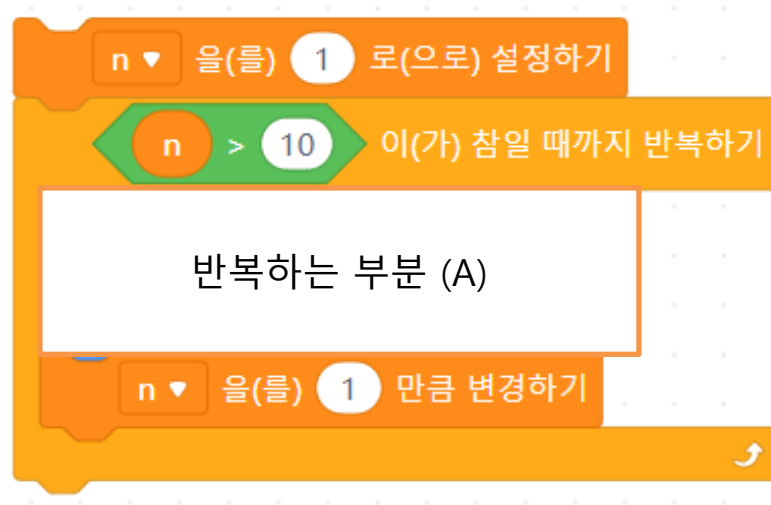 n ▼ 을(를) 1 로(으로) 설정하기
n > 10 이(가) 참일 때까지 반복하기
반복하는 부분 (A)
n ▼ 을(를) 1 만큼 변경하기